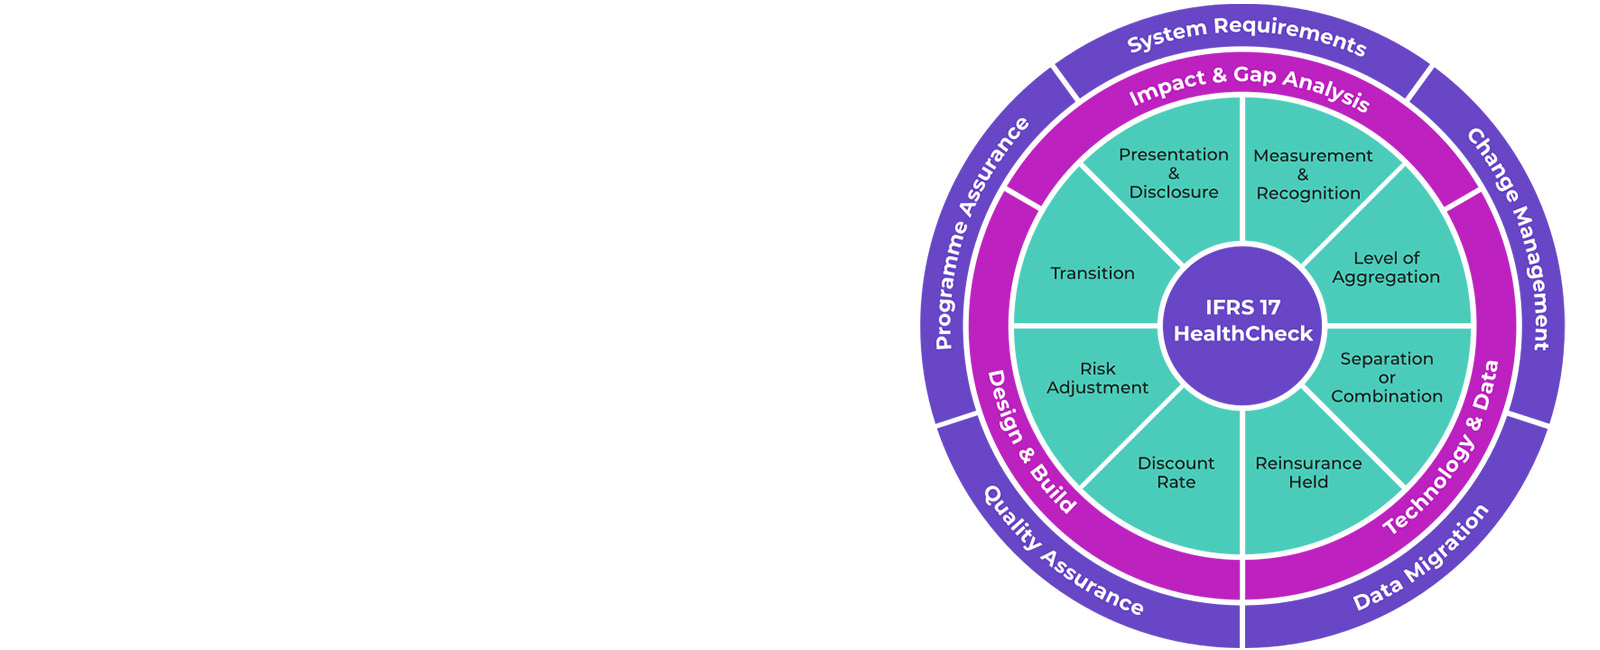 System Requirements
Impact & Gap Analysis
Programme Assurance
Change Management
Presentation
&
Disclosure
Measurement
&
Recognition
Transition
Level of
Aggregation
IFRS 17
HealthCheck
Risk
Adjustment
Separation
or
Combination
Discount
Rate
Reinsurance
Held
Design & Build
Technology & Data
Quality Assurance
Data Migration